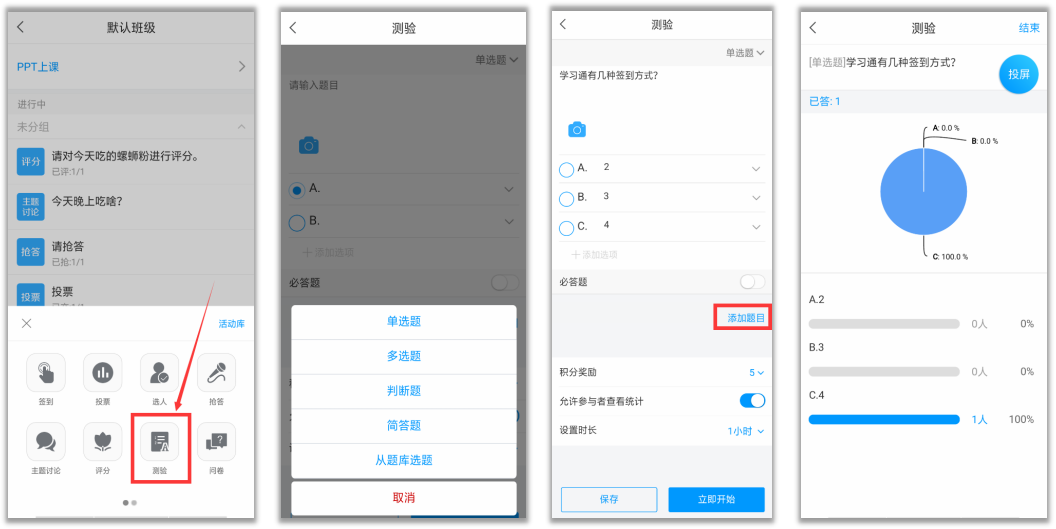 默认班级
PPT上课
进行中
未分组
评分
请对今天吃的螺蛳粉进行评分。
已评:1/1
主题
讨论
今天晚上吃啥?
抢答
请抢答
已抢:1/1
投票
投票
活动库
签到
投票
选人
抢答
主题讨论
评分
测验
问卷
测验
单选题
请输入题目
A.
B.
添加选项
必答题
单选题
多选题
判断题
简答题
从题库选题
取消
测验
单选题
学习通有几种签到方式?
A. 2
B. 3
C. 4
添加选项
必答题
添加题目
积分奖励 5
允许参与者查看统计
设置时长 1小时
保存
立即开始
测验
结束
[单选题]学习通有几种签到方式?
投屏
已答: 1
A: 0.0 %
B: 0.0 %
C: 100.0 %
A.2
0人 0%
B.3
0人 0%
C.4
1人 100%